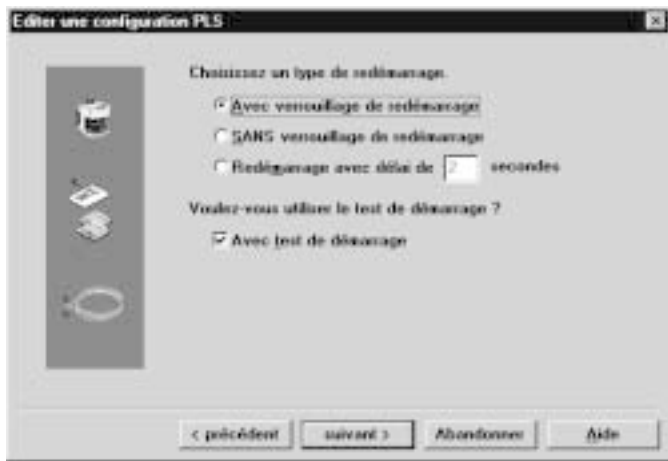 Editer une configuration PLS
Choisissez un type de redémarrage.
Avec verrouillage de redémarrage
SANS verrouillage de redémarrage
Redémarrage avec délai de 2 secondes
Voulez-vous utiliser le test de démarrage ?
Avec test de démarrage
< précédent suivant > Abandonner Aide